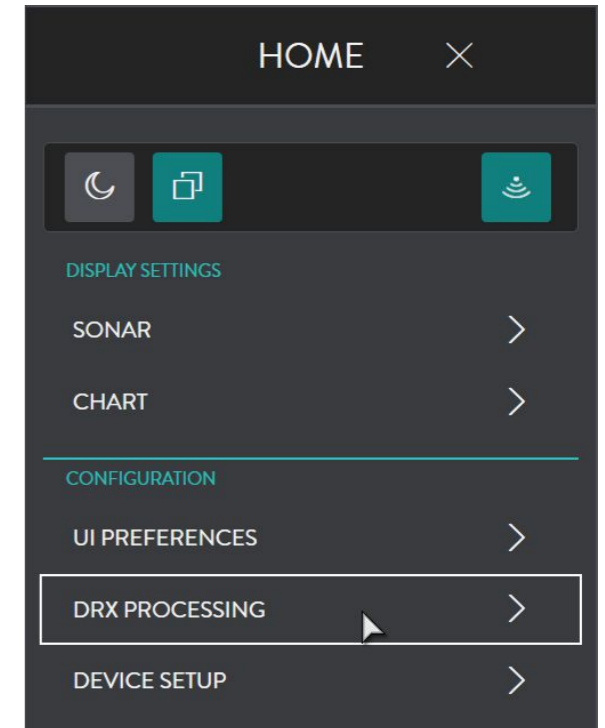 HOME
DISPLAY SETTINGS
SONAR
CHART
CONFIGURATION
UI PREFERENCES
DRX PROCESSING
DEVICE SETUP